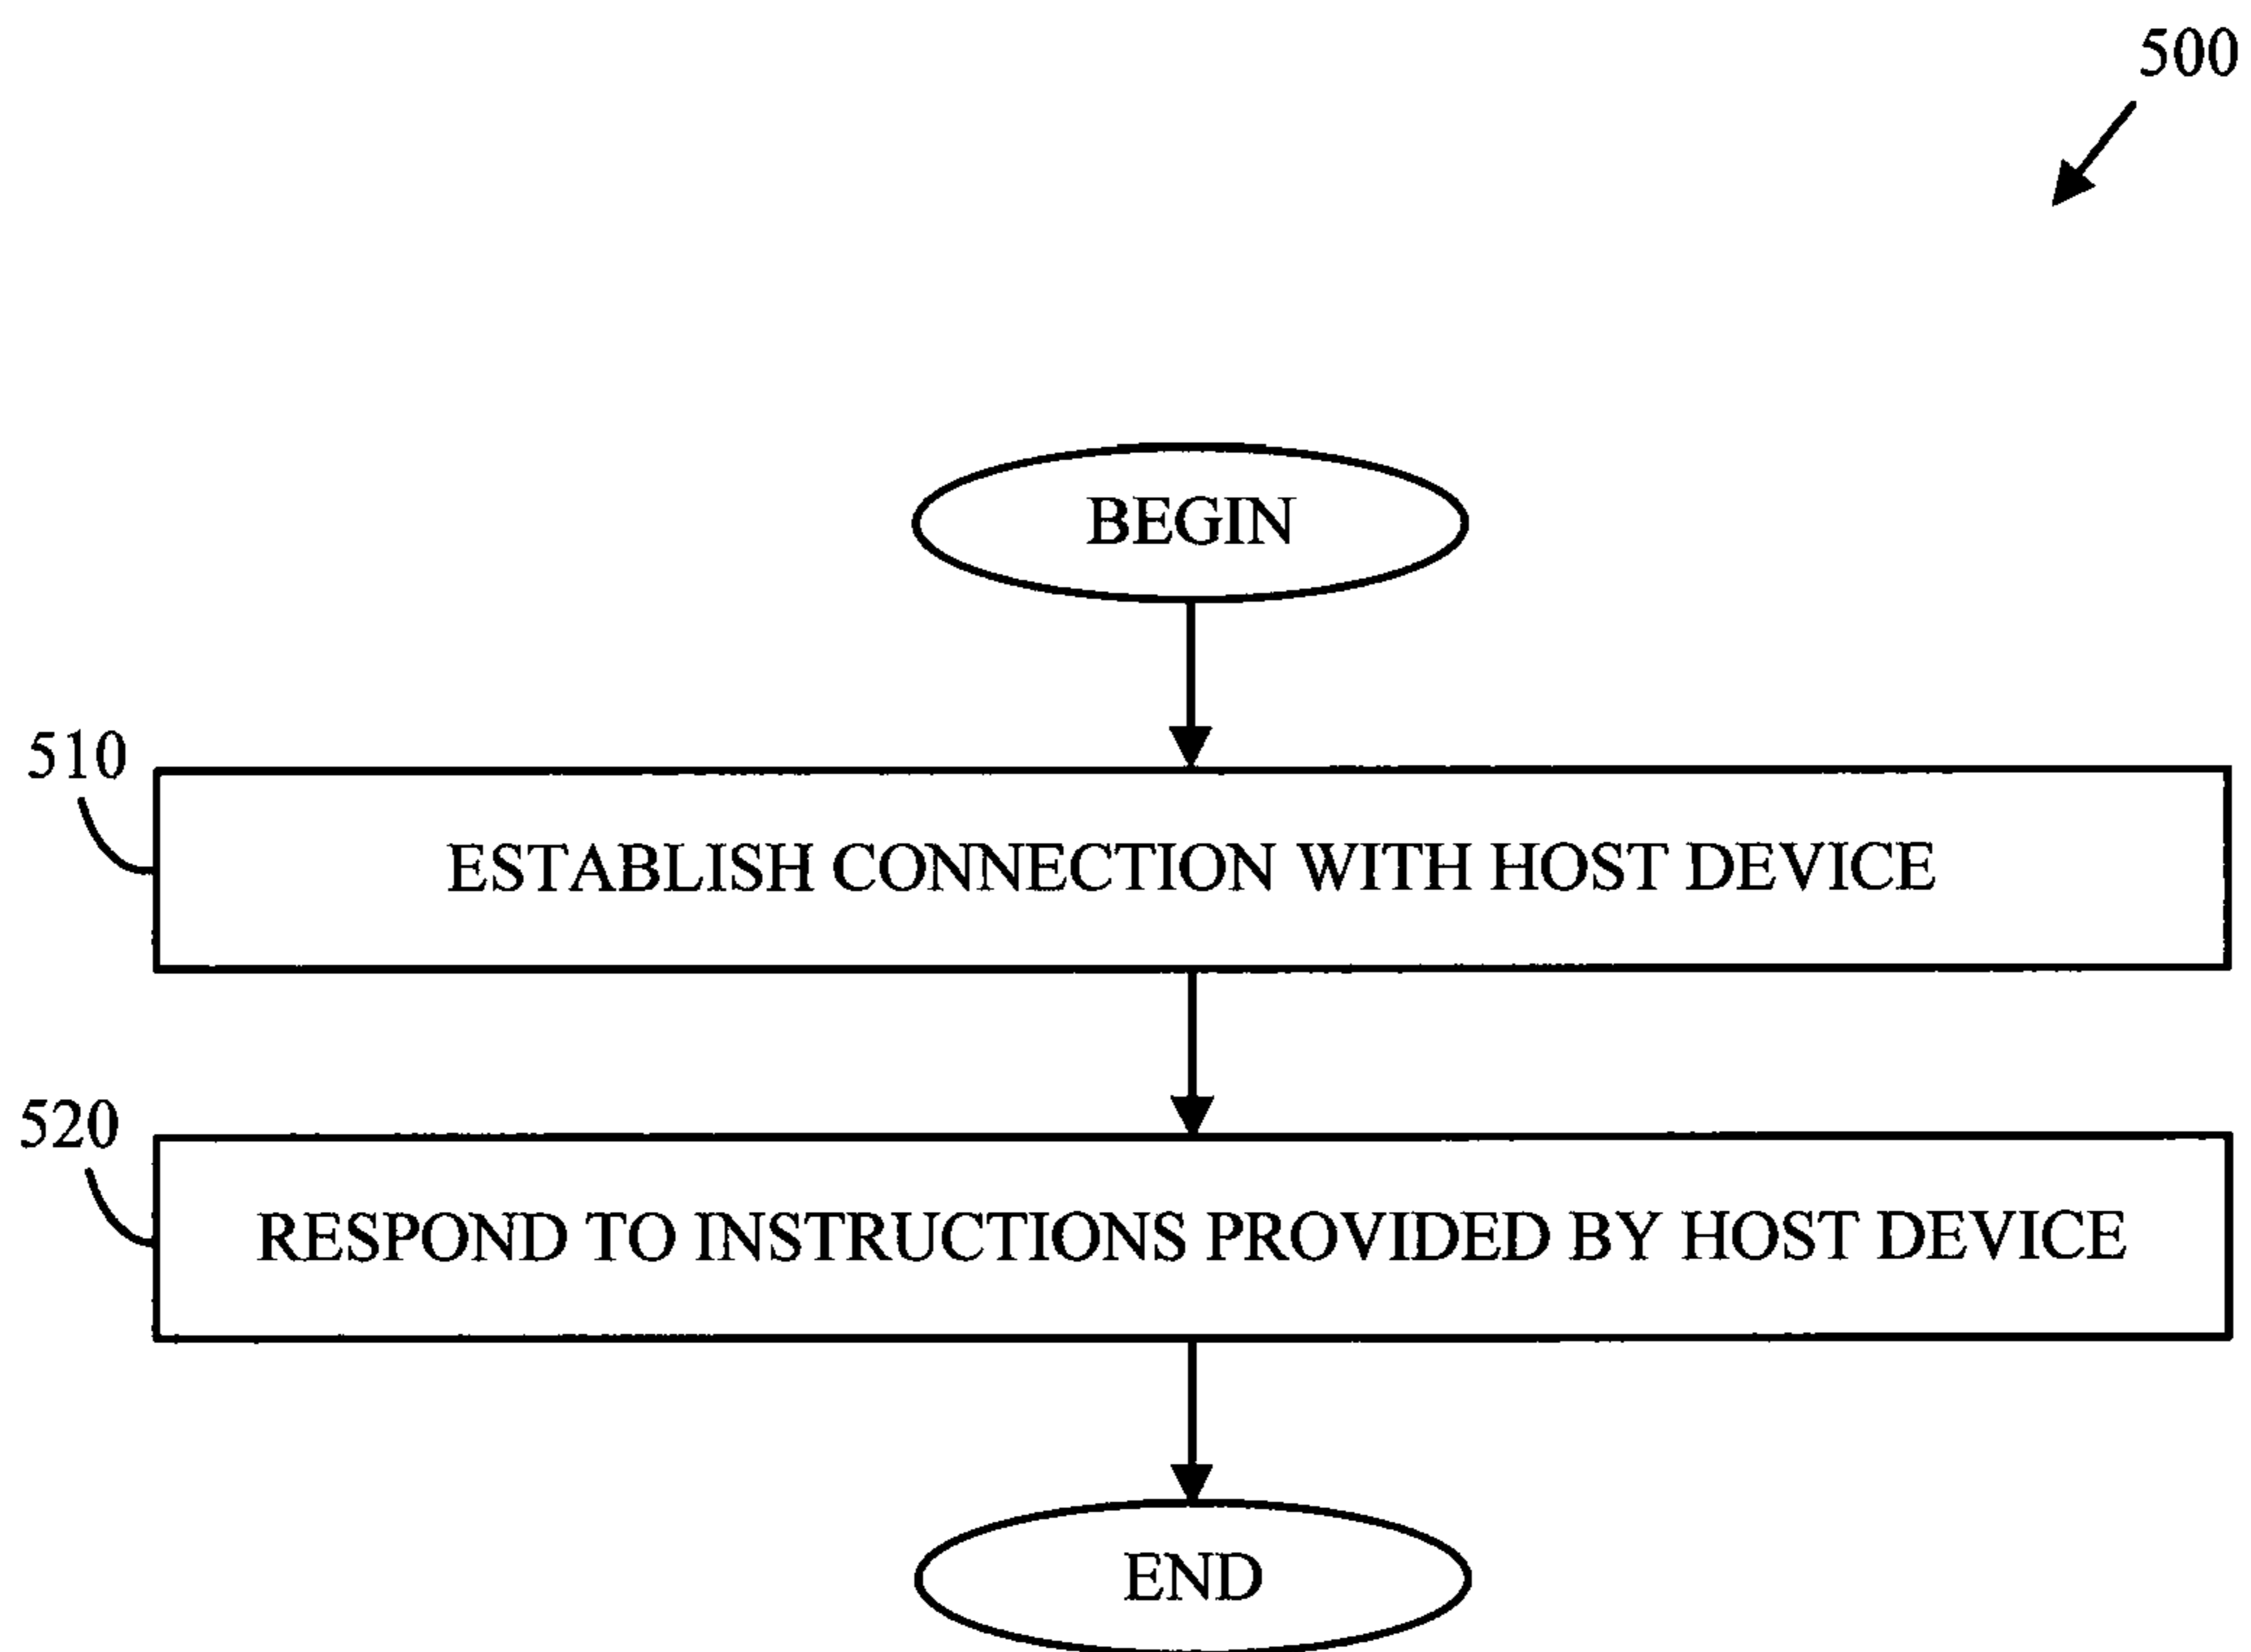 500
BEGIN
510
ESTABLISH CONNECTION WITH HOST DEVICE
520
RESPOND TO INSTRUCTIONS PROVIDED BY HOST DEVICE
END